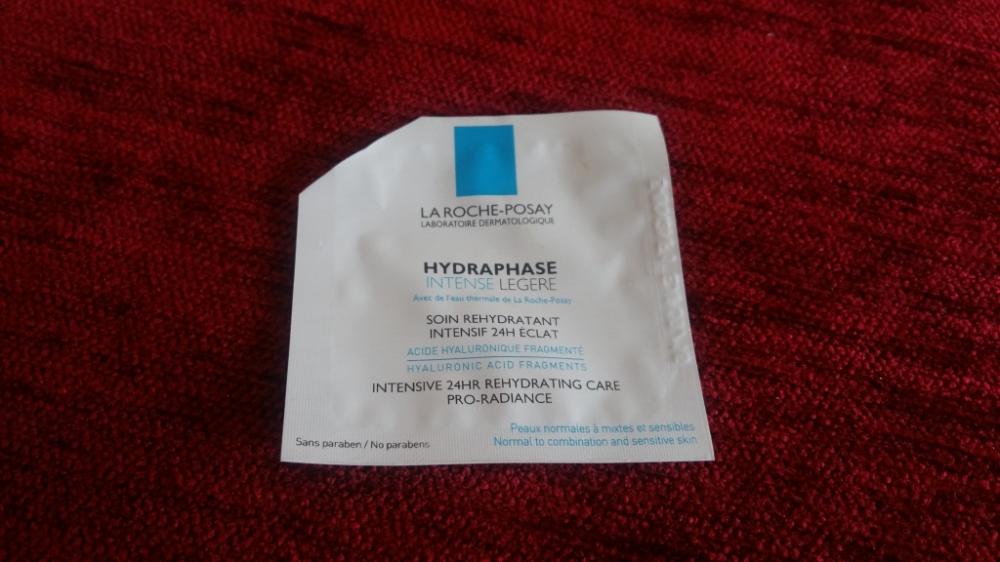 LA ROCHE-POSAY
LABORATOIRE DERMATOLOGIQUE
HYDRAPHASE
INTENSE LEGERE
Avec de l'eau thermale de La Roche-Posay
SOIN REHYDRATANT
INTENSIF 24H ÉCLAT
ACIDE HYALURONIQUE FRAGMENTÉ
HYALURONIC ACID FRAGMENTS
INTENSIVE 24HR REHYDRATING CARE
PRO-RADIANCE
Peaux normales à mixtes et sensibles
Normal to combination and sensitive skin
Sans paraben / No parabens